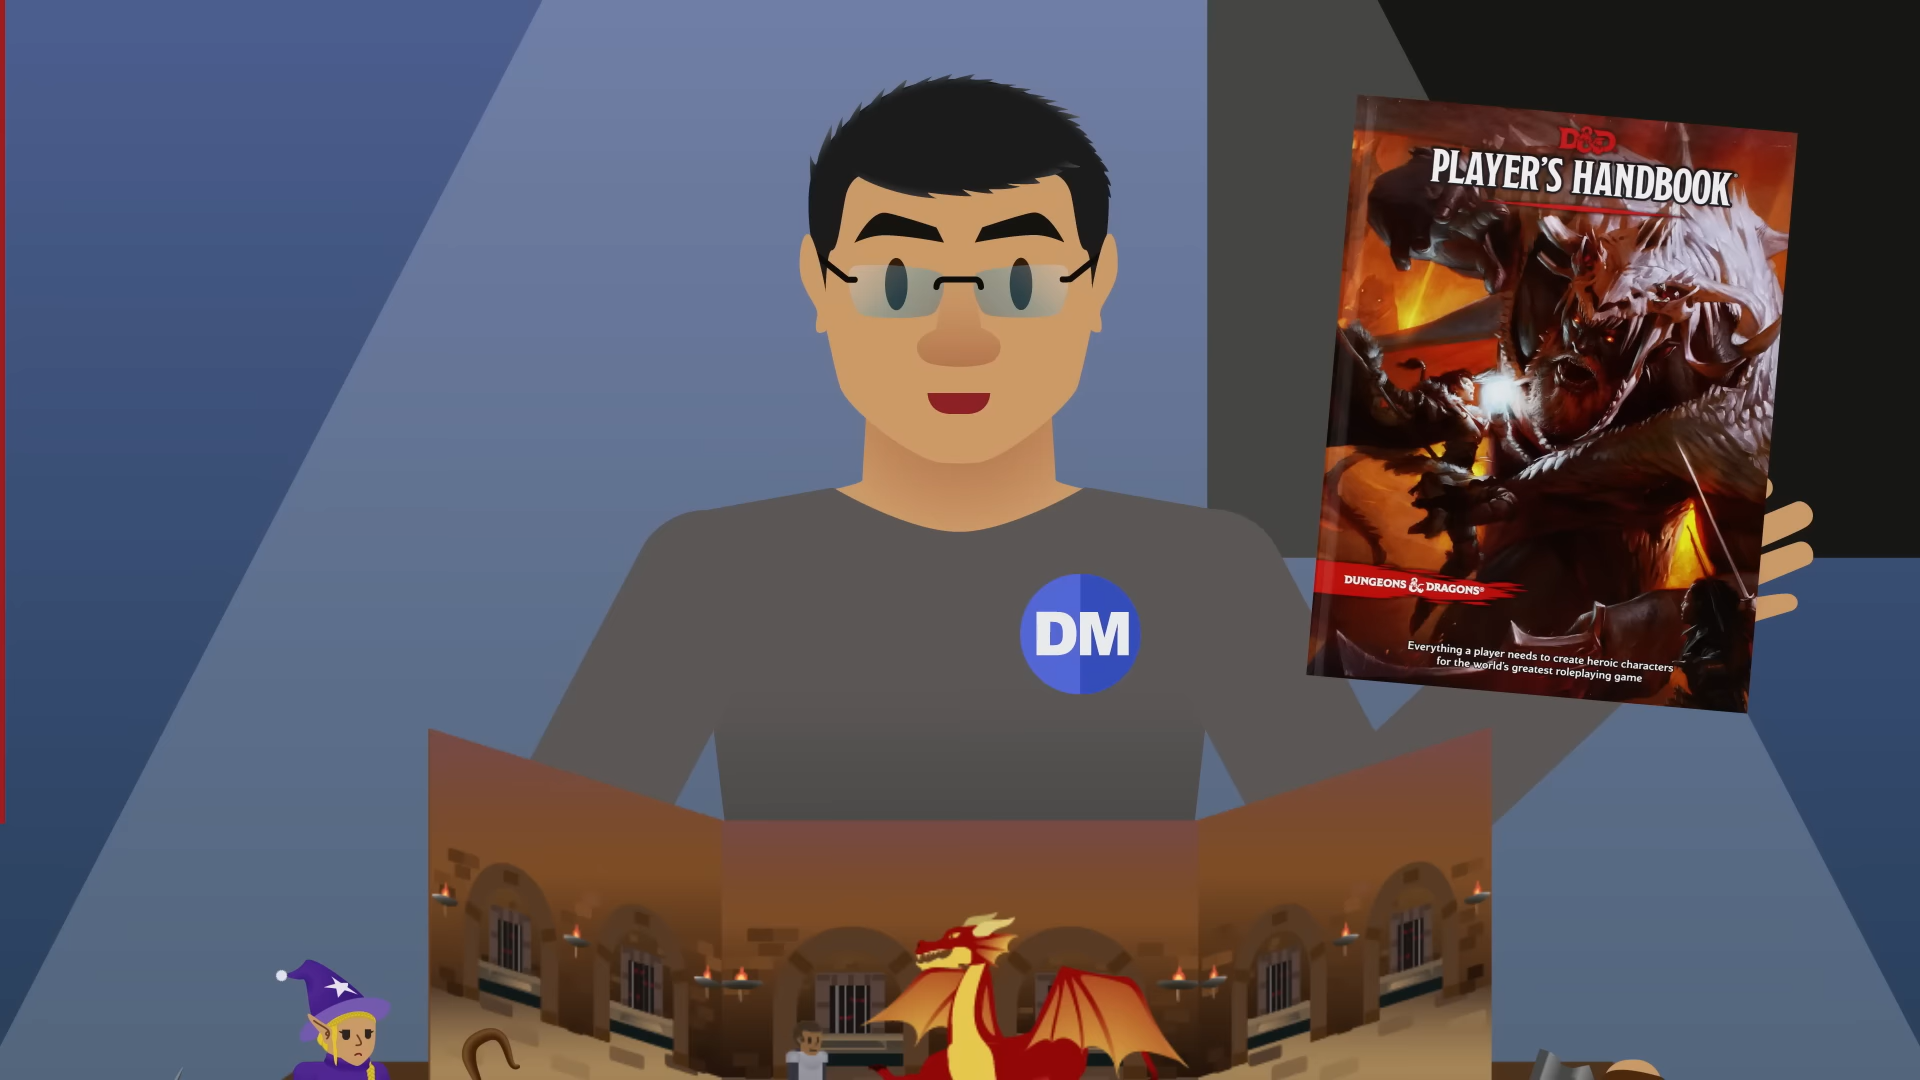 D&D
PLAYER'S HANDBOOK
DM
DUNGEONS & DRAGONS®
Everything a player needs to create heroic characters
for the world's greatest roleplaying game